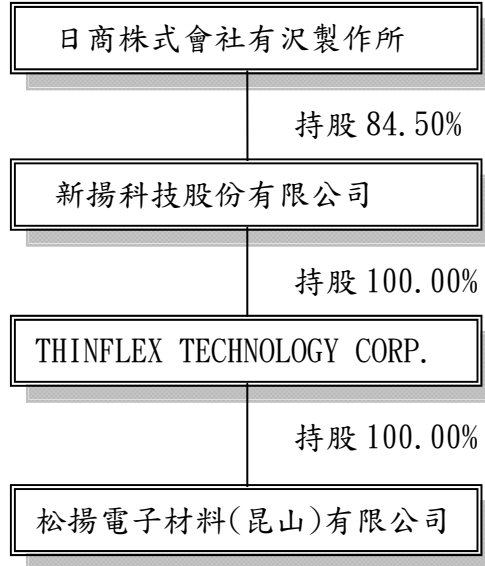 日商株式會社有沢製作所
持股 84.50%
新揚科技股份有限公司
持股 100.00%
THINFLEX TECHNOLOGY CORP.
持股 100.00%
松揚電子材料(昆山)有限公司